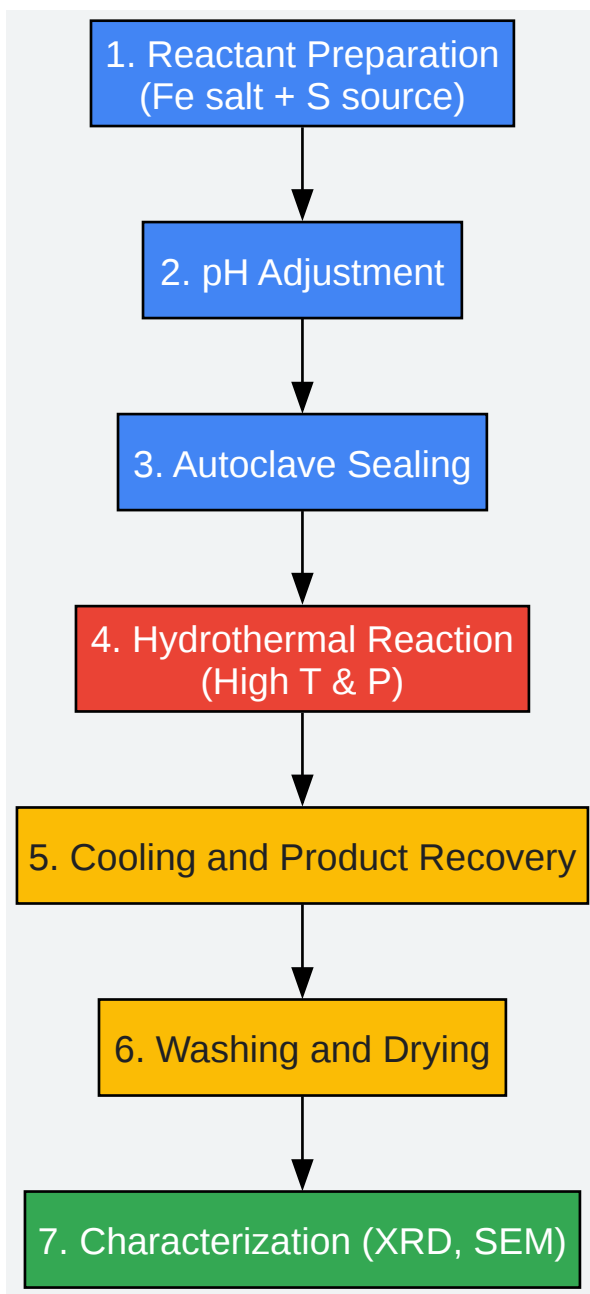 1. Reactant Preparation
(Fe salt + S source)
2. pH Adjustment
3. Autoclave Sealing
4. Hydrothermal Reaction
(High T & P)
5. Cooling and Product Recovery
6. Washing and Drying
7. Characterization (XRD, SEM)